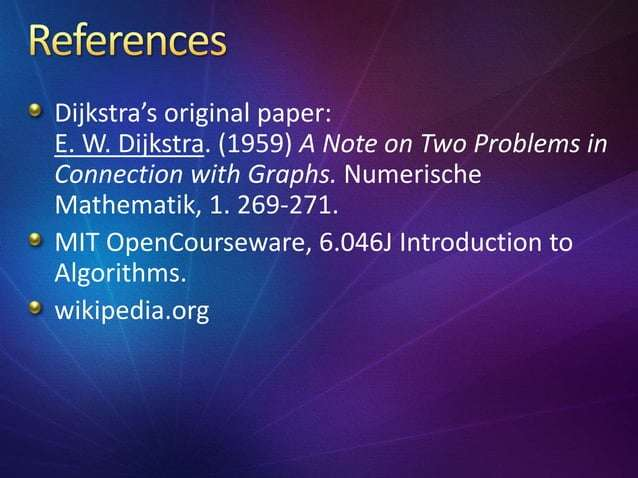 References
Dijkstra’s original paper:
E. W. Dijkstra. (1959) A Note on Two Problems in
Connection with Graphs. Numerische
Mathematik, 1. 269-271.
MIT OpenCourseware, 6.046J Introduction to
Algorithms.
wikipedia.org